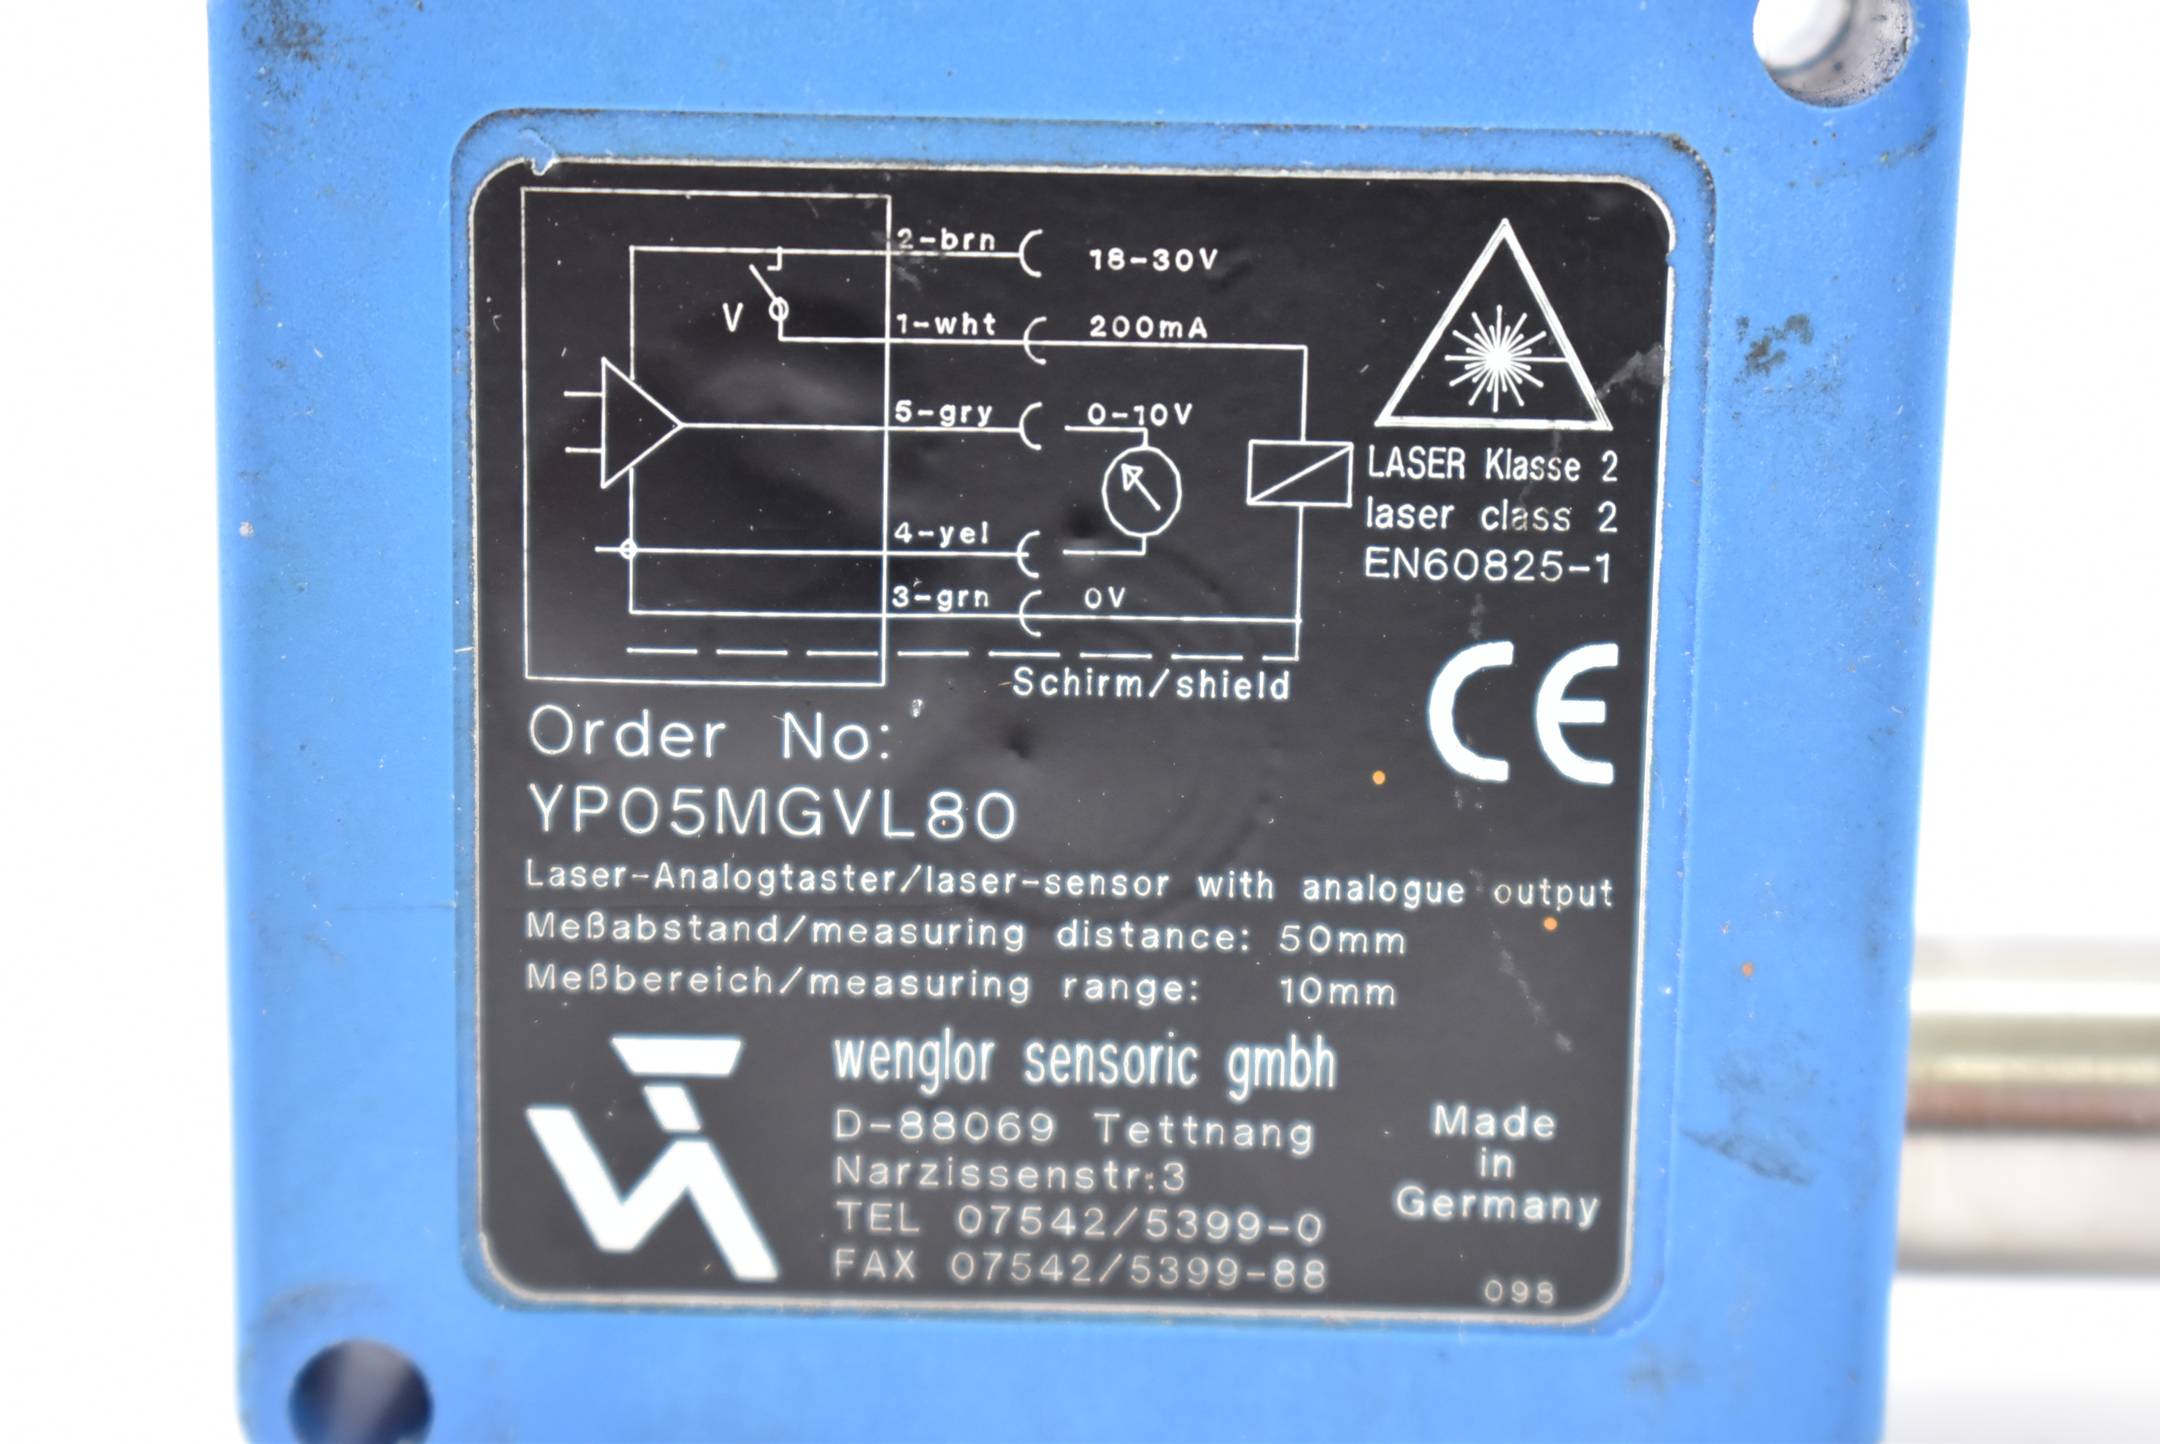 2-brn
18-30V
V
1-wht
200mA
5-gry
0-10V
4-yel
3-grn
0V
Schirm/shield
LASER Klasse 2
laser class 2
EN60825-1
CE
Order No:
YP05MGVL80
Laser-Analogtaster/laser-sensor with analogue output
Meßabstand/measuring distance: 50mm
Meßbereich/measuring range: 10mm
wenglor sensoric gmbh
D-88069 Tettnang
Narzissenstr.3
TEL 07542/5399-0
FAX 07542/5399-88
Made
in
Germany
098